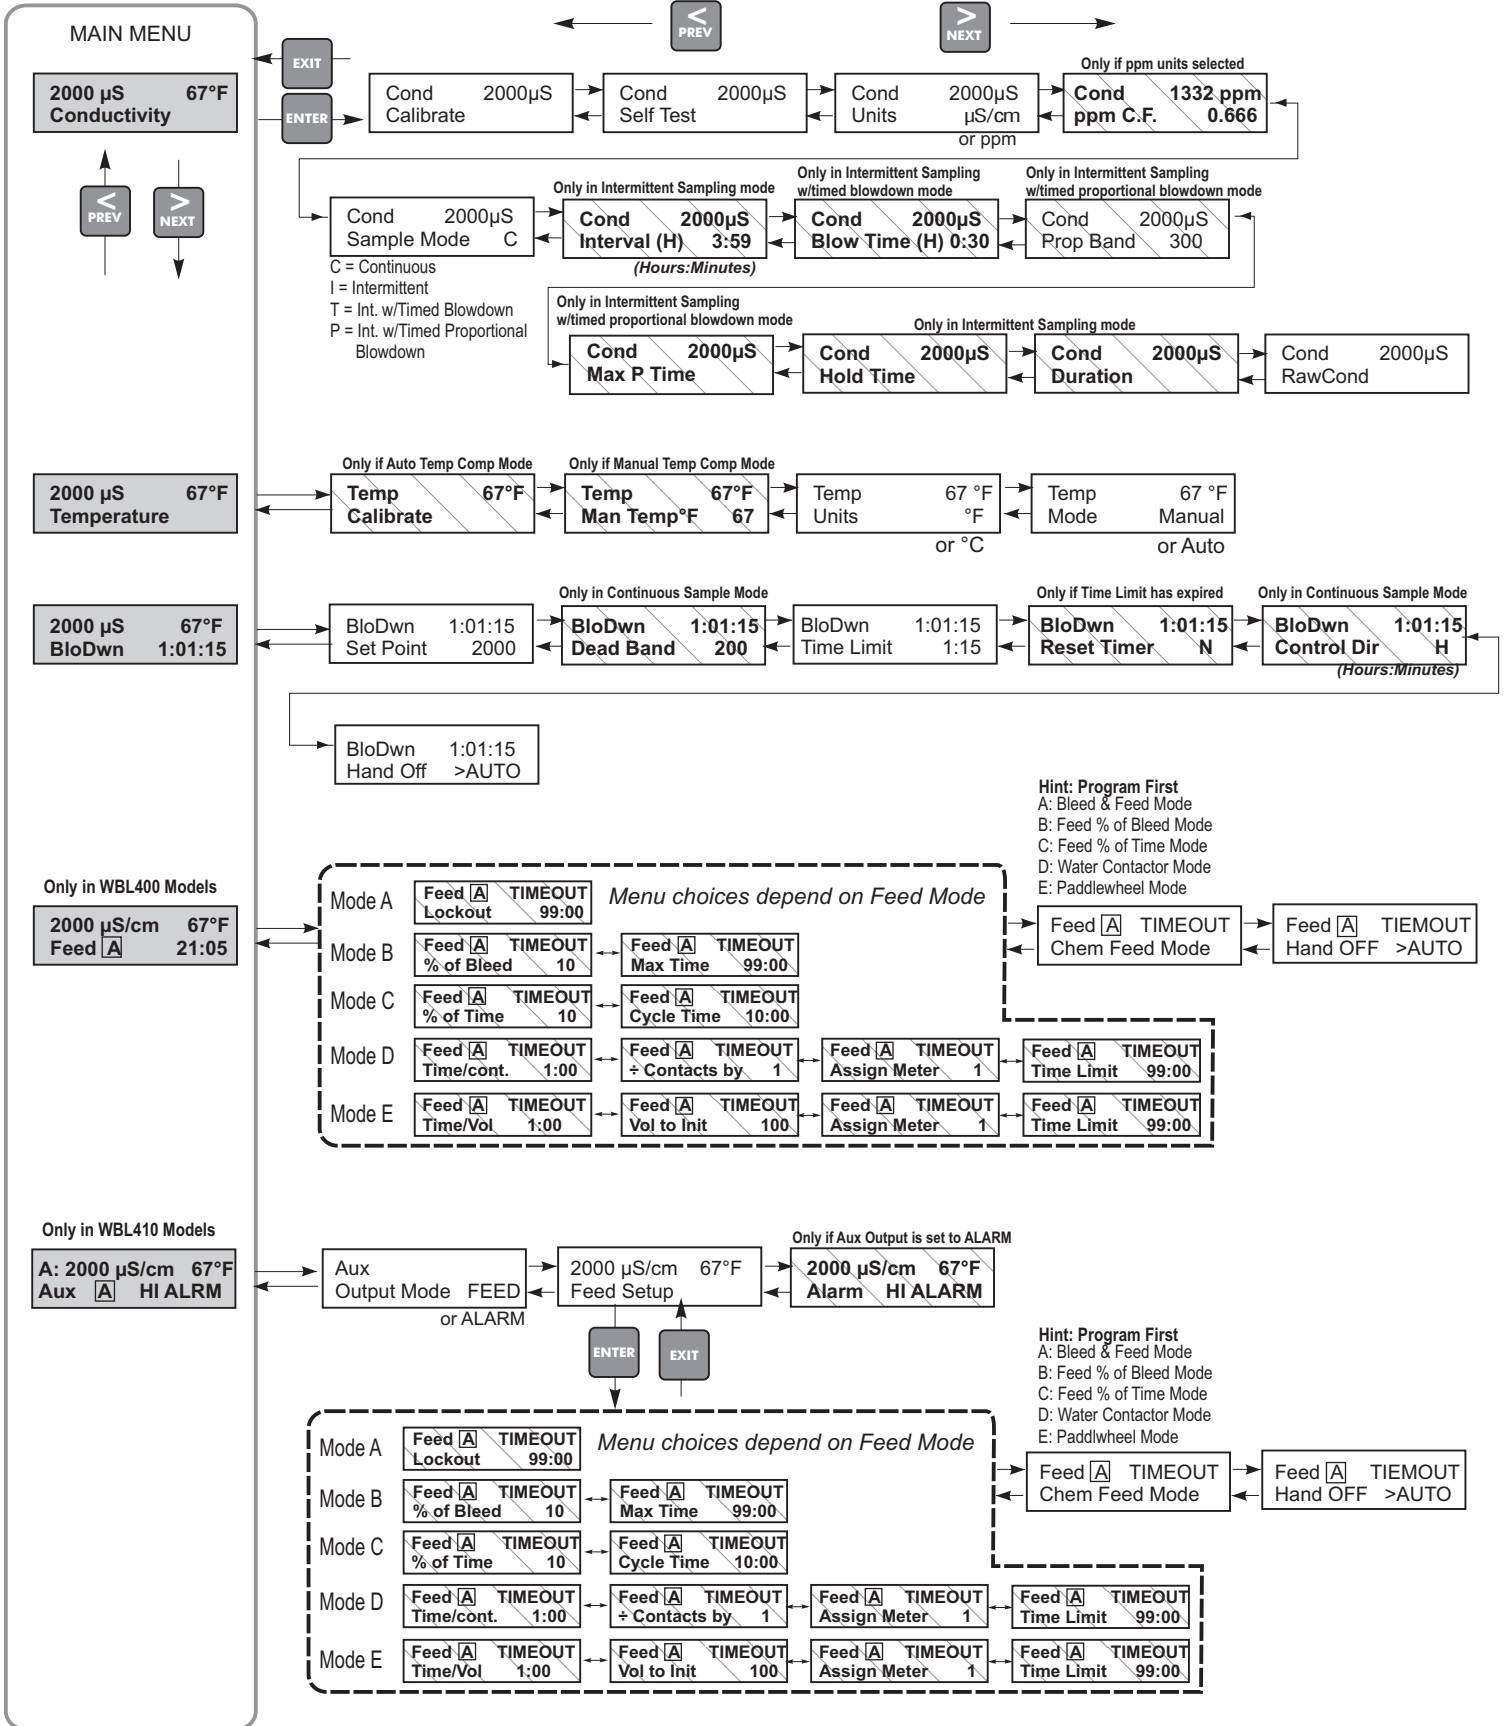 MAIN MENU
< PREV
> NEXT
EXIT
ENTER
2000 µS 67°F
Conductivity
< PREV
> NEXT
Cond 2000µS
Calibrate
Cond 2000µS
Self Test
Cond 2000µS
Units µS/cm
or ppm
Only if ppm units selected
Cond 1332 ppm
ppm C.F. 0.666
Cond 2000µS
Sample Mode C
C = Continuous
I = Intermittent
T = Int. w/Timed Blowdown
P = Int. w/Timed Proportional
Blowdown
Only in Intermittent Sampling mode
Cond 2000µS
Interval (H) 3:59
(Hours:Minutes)
Only in Intermittent Sampling
w/timed blowdown mode
Cond 2000µS
Blow Time (H) 0:30
Only in Intermittent Sampling
w/timed proportional blowdown mode
Cond 2000µS
Prop Band 300
Only in Intermittent Sampling
w/timed proportional blowdown mode
Cond 2000µS
Max P Time
Only in Intermittent Sampling mode
Cond 2000µS
Hold Time
Cond 2000µS
Duration
Cond 2000µS
RawCond
2000 µS 67°F
Temperature
Only if Auto Temp Comp Mode
Temp 67°F
Calibrate
Only if Manual Temp Comp Mode
Temp 67°F
Man Temp°F 67
Temp 67 °F
Units °F
or °C
Temp 67 °F
Mode Manual
or Auto
2000 µS 67°F
BloDwn 1:01:15
BloDwn 1:01:15
Set Point 2000
Only in Continuous Sample Mode
BloDwn 1:01:15
Dead Band 200
BloDwn 1:01:15
Time Limit 1:15
Only if Time Limit has expired
BloDwn 1:01:15
Reset Timer N
Only in Continuous Sample Mode
BloDwn 1:01:15
Control Dir H
(Hours:Minutes)
BloDwn 1:01:15
Hand Off >AUTO
Only in WBL400 Models
2000 µS/cm 67°F
Feed A 21:05
Menu choices depend on Feed Mode
Mode A
Feed A TIMEOUT
Lockout 99:00
Mode B
Feed A TIMEOUT
% of Bleed 10
Feed A TIMEOUT
Max Time 99:00
Mode C
Feed A TIMEOUT
% of Time 10
Feed A TIMEOUT
Cycle Time 10:00
Mode D
Feed A TIMEOUT
Time/cont. 1:00
Feed A TIMEOUT
÷ Contacts by 1
Feed A TIMEOUT
Assign Meter 1
Feed A TIMEOUT
Time Limit 99:00
Mode E
Feed A TIMEOUT
Time/Vol 1:00
Feed A TIMEOUT
Vol to Init 100
Feed A TIMEOUT
Assign Meter 1
Feed A TIMEOUT
Time Limit 99:00
Hint: Program First
A: Bleed & Feed Mode
B: Feed % of Bleed Mode
C: Feed % of Time Mode
D: Water Contactor Mode
E: Paddlewheel Mode
Feed A TIMEOUT
Chem Feed Mode
Feed A TIEMOUT
Hand OFF >AUTO
Only in WBL410 Models
A: 2000 µS/cm 67°F
Aux A HI ALRM
Aux
Output Mode FEED
or ALARM
2000 µS/cm 67°F
Feed Setup
Only if Aux Output is set to ALARM
2000 µS/cm 67°F
Alarm HI ALARM
ENTER
EXIT
Menu choices depend on Feed Mode
Mode A
Feed A TIMEOUT
Lockout 99:00
Mode B
Feed A TIMEOUT
% of Bleed 10
Feed A TIMEOUT
Max Time 99:00
Mode C
Feed A TIMEOUT
% of Time 10
Feed A TIMEOUT
Cycle Time 10:00
Mode D
Feed A TIMEOUT
Time/cont. 1:00
Feed A TIMEOUT
÷ Contacts by 1
Feed A TIMEOUT
Assign Meter 1
Feed A TIMEOUT
Time Limit 99:00
Mode E
Feed A TIMEOUT
Time/Vol 1:00
Feed A TIMEOUT
Vol to Init 100
Feed A TIMEOUT
Assign Meter 1
Feed A TIMEOUT
Time Limit 99:00
Hint: Program First
A: Bleed & Feed Mode
B: Feed % of Bleed Mode
C: Feed % of Time Mode
D: Water Contactor Mode
E: Paddlwheel Mode
Feed A TIMEOUT
Chem Feed Mode
Feed A TIEMOUT
Hand OFF >AUTO